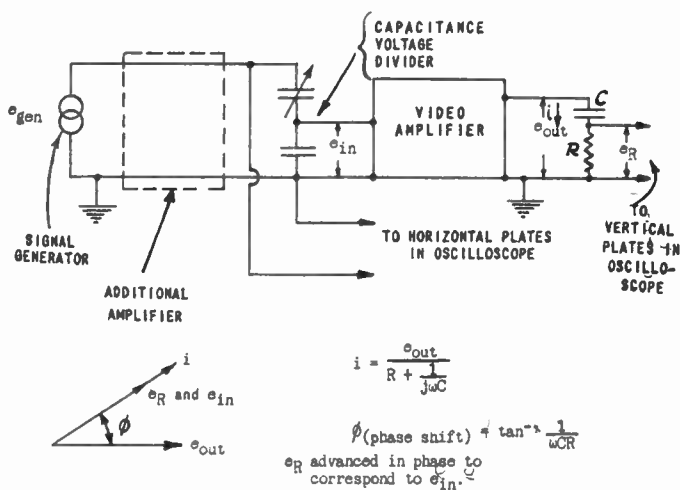 CAPACITANCE
VOLTAGE
DIVIDER
e_gen
SIGNAL
GENERATOR
ADDITIONAL
AMPLIFIER
e_in
VIDEO
AMPLIFIER
i
e_out
C
R
e_R
TO HORIZONTAL PLATES
IN OSCILLOSCOPE
TO
VERTICAL
PLATES IN
OSCILLO-
SCOPE
i
e_R and e_in
ϕ
e_out
i = e_out / (R + 1/jωC)
ϕ(phase shift) = tan⁻¹ 1/ωCR
e_R advanced in phase to
correspond to e_in.